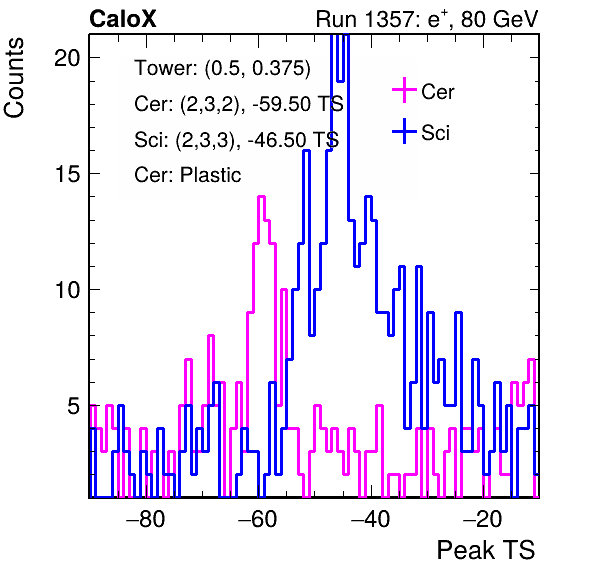 CaloX Run 1357: e⁺, 80 GeV
Counts
Tower: (0.5, 0.375)
Cer: (2,3,2), -59.50 TS
Sci: (2,3,3), -46.50 TS
Cer: Plastic
Cer
Sci
20
15
10
5
−80 −60 −40 −20
Peak TS